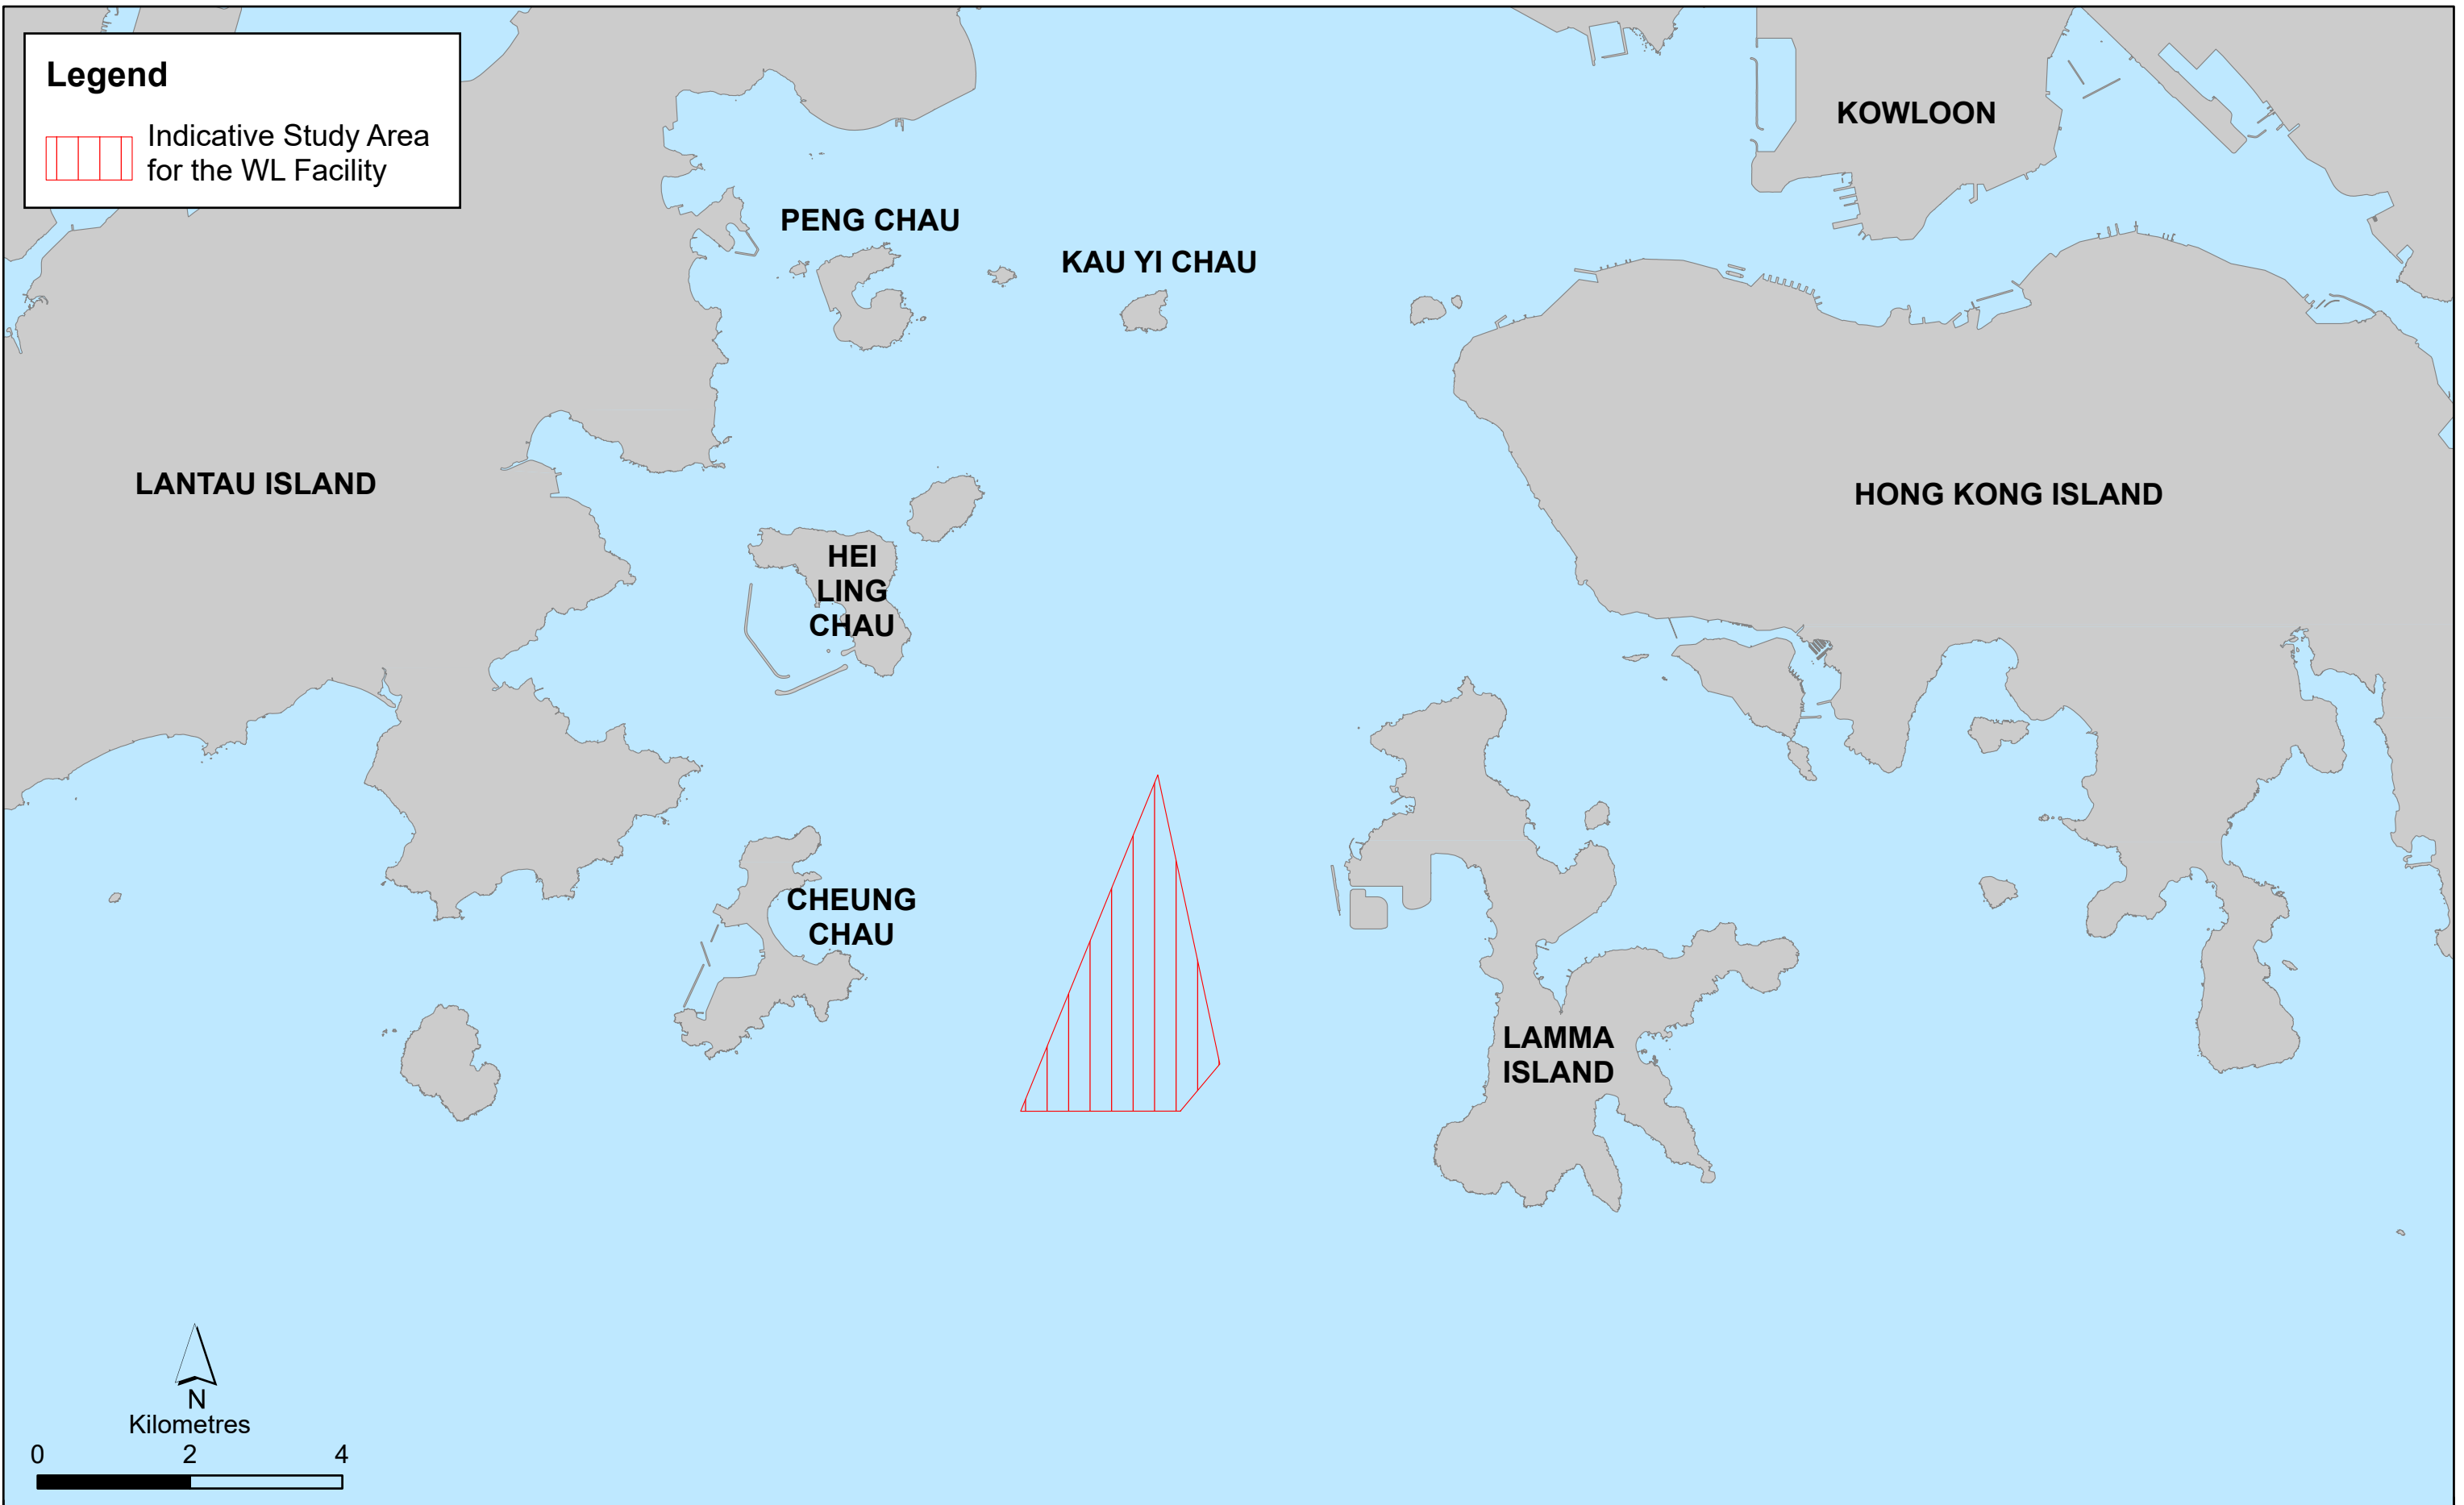 Legend
Indicative Study Area
for the WL Facility
KOWLOON
PENG CHAU
KAU YI CHAU
LANTAU ISLAND
HONG KONG ISLAND
HEI
LING
CHAU
CHEUNG
CHAU
LAMMA
ISLAND
N
Kilometres
0 2 4